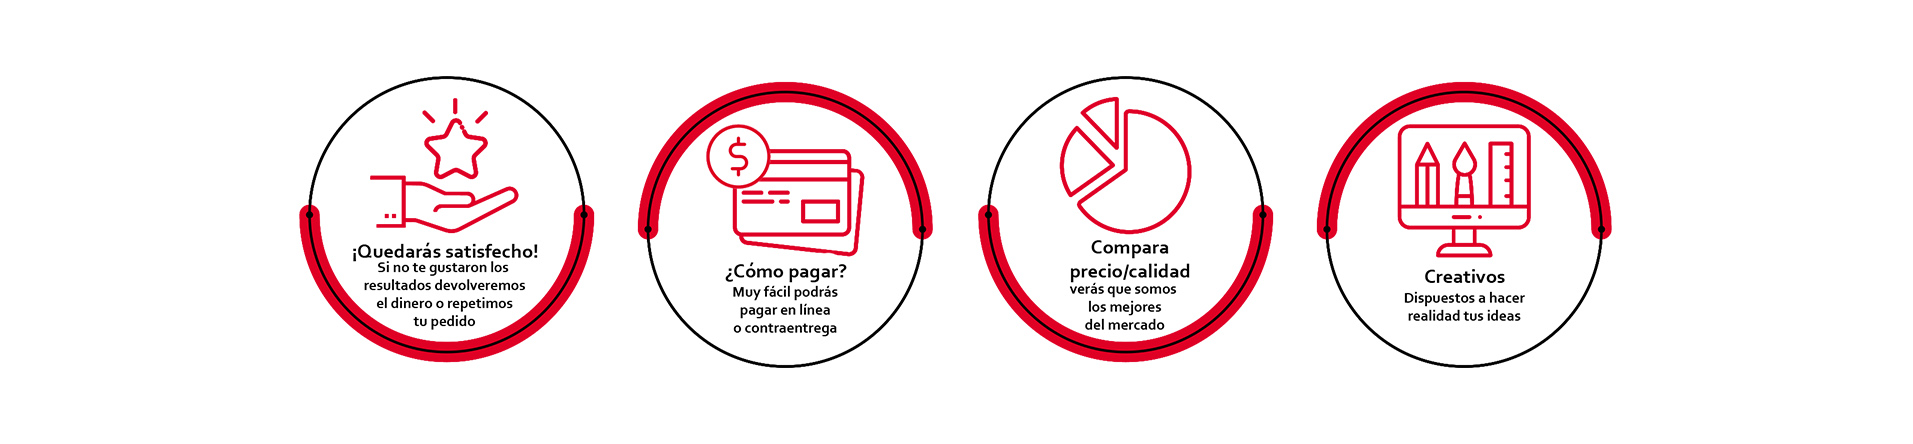 ¡Quedarás satisfecho!
Si no te gustaron los
resultados devolveremos
el dinero o repetimos
tu pedido
¿Cómo pagar?
Muy fácil podrás
pagar en línea
o contraentrega
Compara
precio/calidad
verás que somos
los mejores
del mercado
Creativos
Dispuestos a hacer
realidad tus ideas